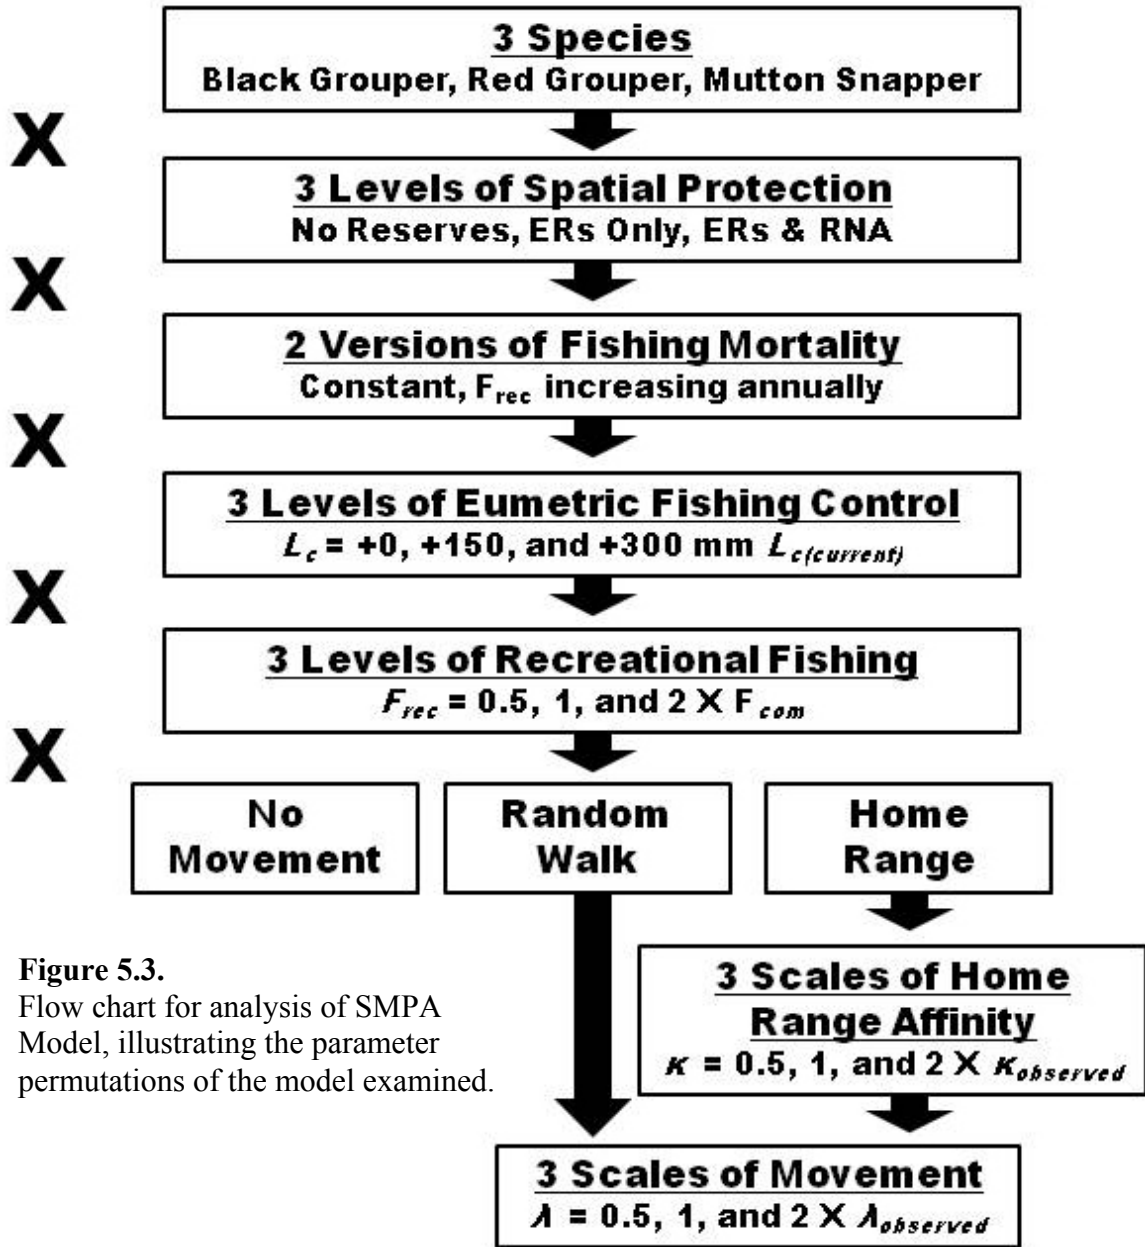 3 Species
Black Grouper, Red Grouper, Mutton Snapper
X
3 Levels of Spatial Protection
No Reserves, ERs Only, ERs & RNA
X
2 Versions of Fishing Mortality
Constant, Frec increasing annually
X
3 Levels of Eumetric Fishing Control
Lc = +0, +150, and +300 mm Lc(current)
X
3 Levels of Recreational Fishing
Frec = 0.5, 1, and 2 X Fcom
X
No
Movement
Random
Walk
Home
Range
3 Scales of Home
Range Affinity
κ = 0.5, 1, and 2 X κobserved
3 Scales of Movement
λ = 0.5, 1, and 2 X λobserved
Figure 5.3.
Flow chart for analysis of SMPA
Model, illustrating the parameter
permutations of the model examined.